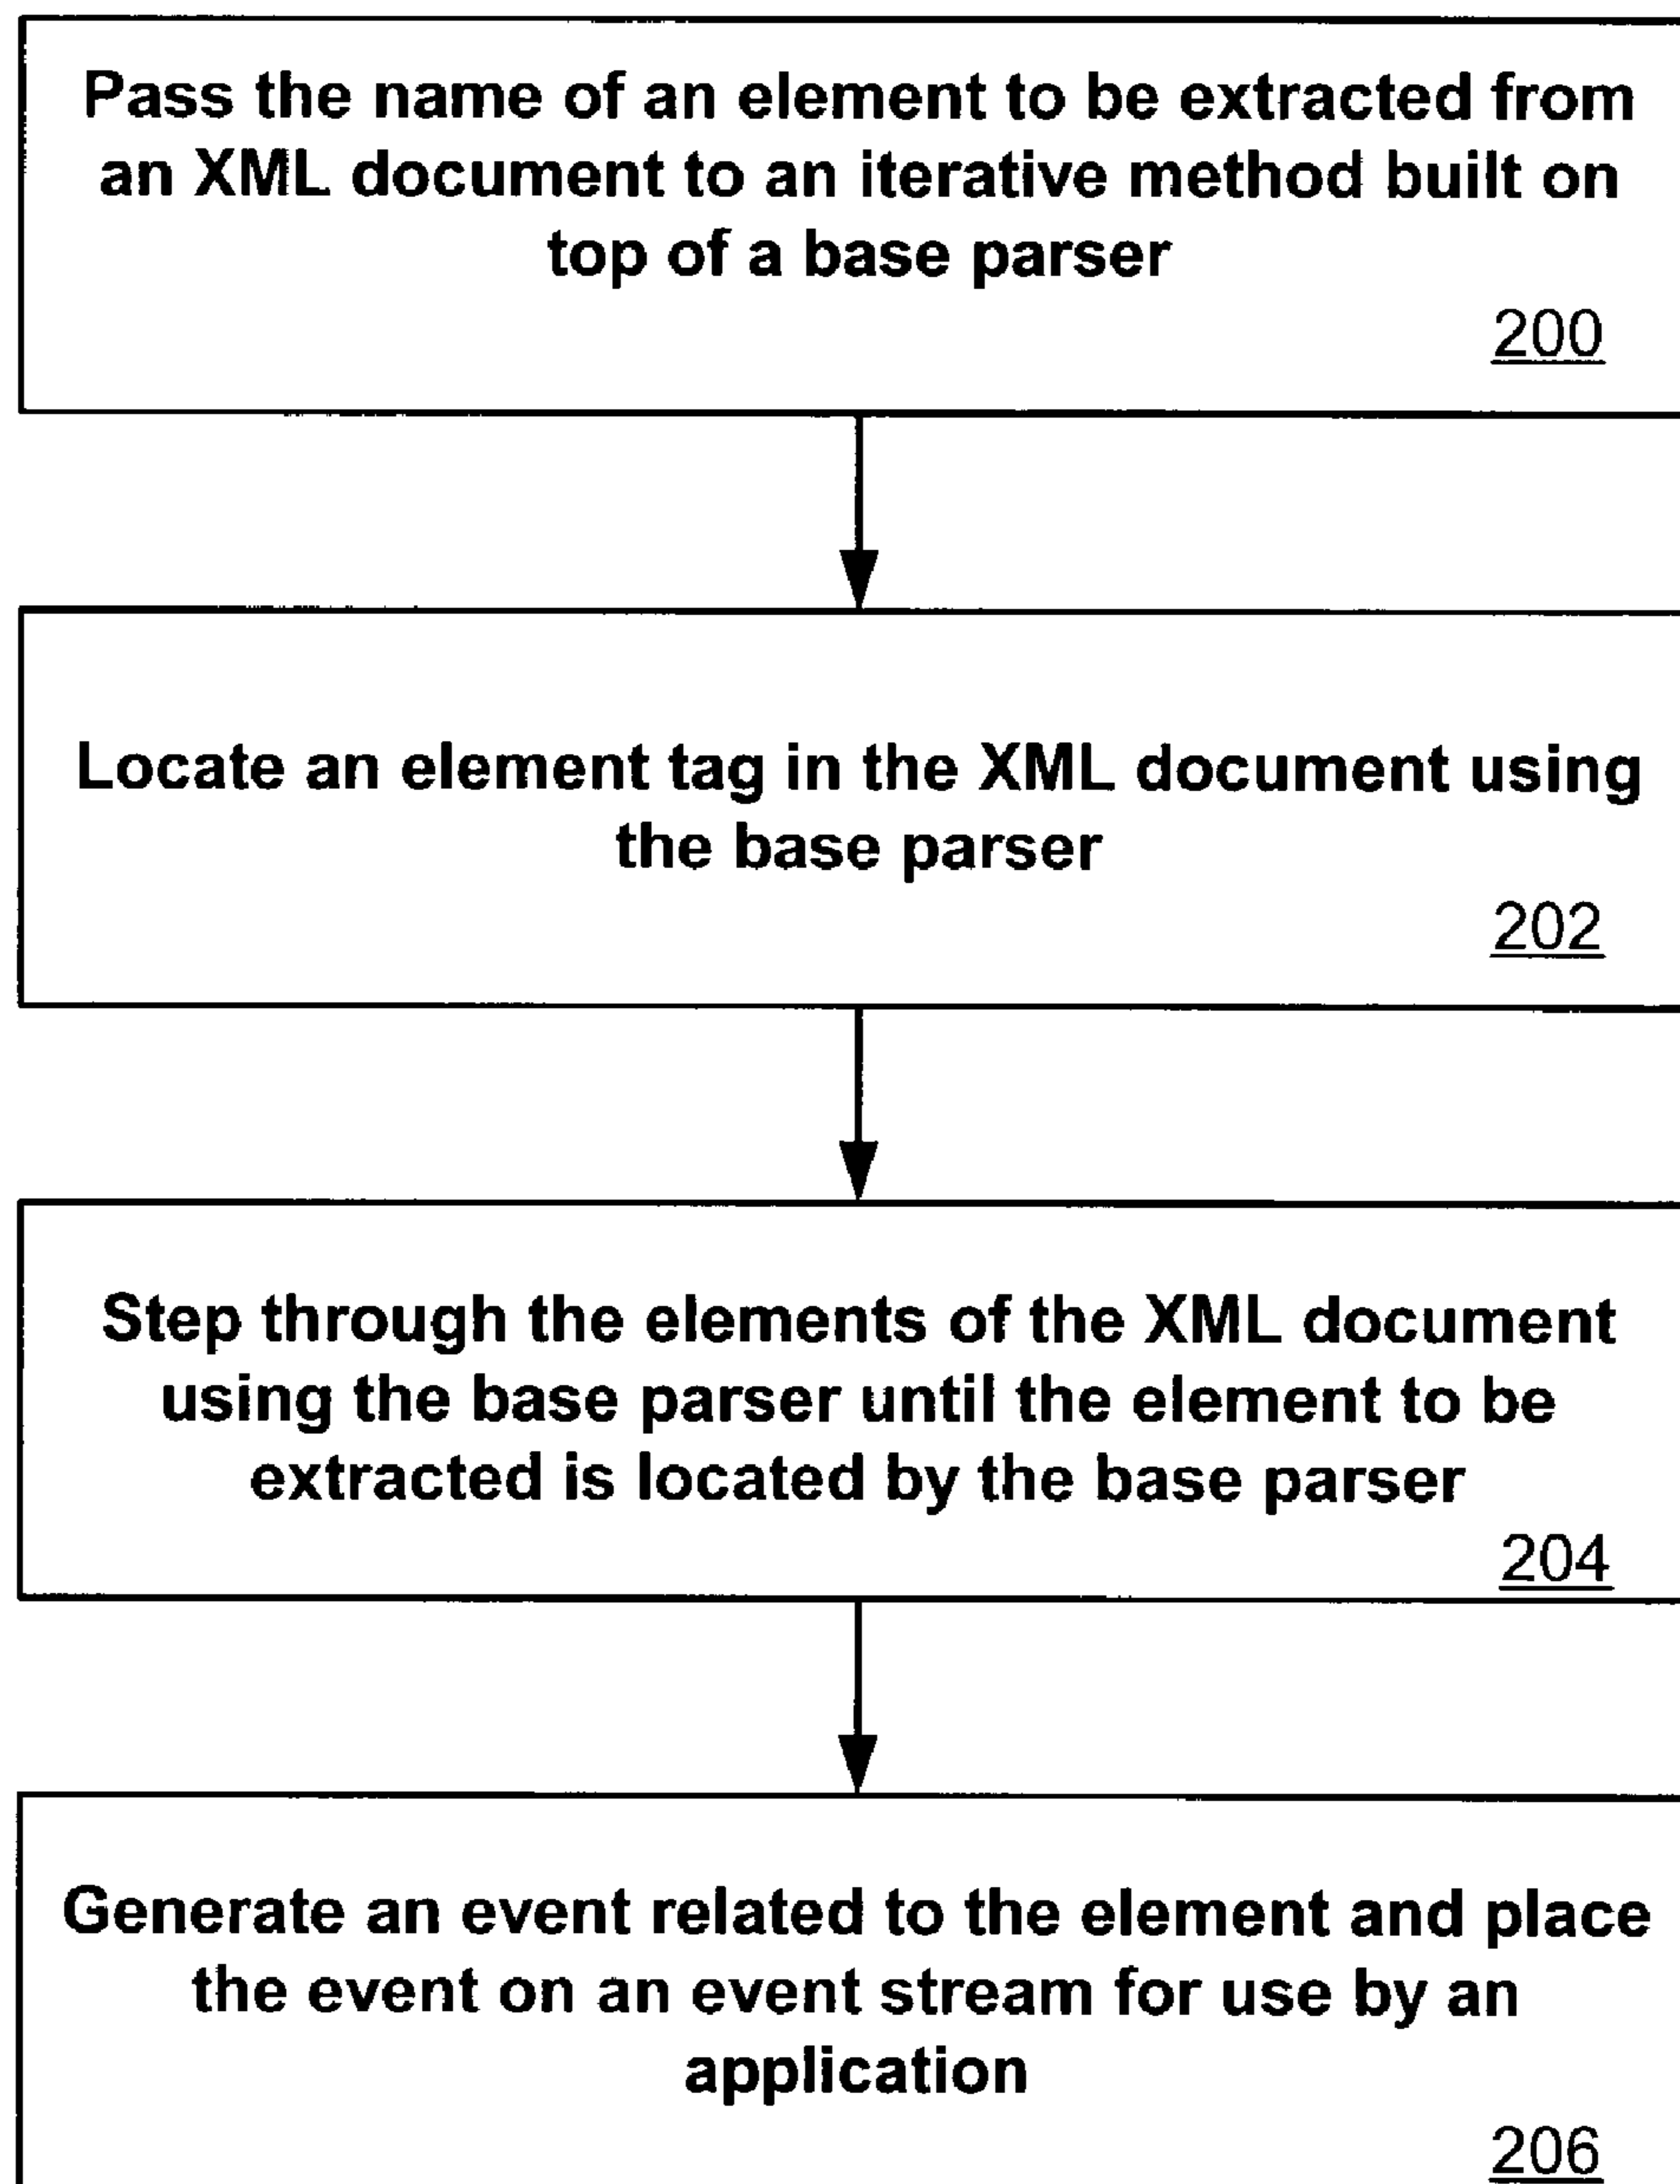 Pass the name of an element to be extracted from
an XML document to an iterative method built on
top of a base parser
200
Locate an element tag in the XML document using
the base parser
202
Step through the elements of the XML document
using the base parser until the element to be
extracted is located by the base parser
204
Generate an event related to the element and place
the event on an event stream for use by an
application
206